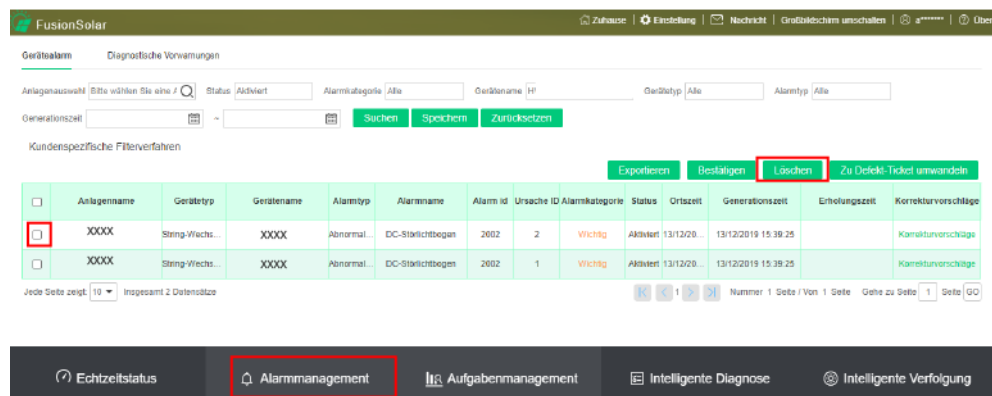 FusionSolar Zuhause | Einstellung | Nachricht | Großbildschirm umschalten | a******* | Über
Gerätealarm Diagnostische Vorwarnungen
Anlagenauswahl Bitte wählen Sie eine Status Aktiviert Alarmkategorie Alle Gerätename Gerätetyp Alle Alarmtyp Alle
Generationszeit ~ Suchen Speichern Zurücksetzen
Kundenspezifische Filterverfahren
Exportieren Bestätigen Löschen Zu Defekt-Ticket umwandeln
Anlagenname Gerätetyp Gerätename Alarmtyp Alarmname Alarm id Ursache ID Alarmkategorie Status Ortszeit Generationszeit Erholungszeit Korrekturvorschläge
XXXX String-Wechs... XXXX Abnormal... DC-Störlichtbogen 2002 2 Wichtig Aktiviert 13/12/20... 13/12/2019 15:39:25 Korrekturvorschläge
XXXX String-Wechs... XXXX Abnormal... DC-Störlichtbogen 2002 1 Wichtig Aktiviert 13/12/20... 13/12/2019 15:39:25 Korrekturvorschläge
Jede Seite zeigt: 10 Insgesamt 2 Datensätze 1 Nummer 1 Seite / Von 1 Seite Gehe zu Seite 1 Seite GO
Echtzeitstatus Alarmmanagement Aufgabenmanagement Intelligente Diagnose Intelligente Verfolgung